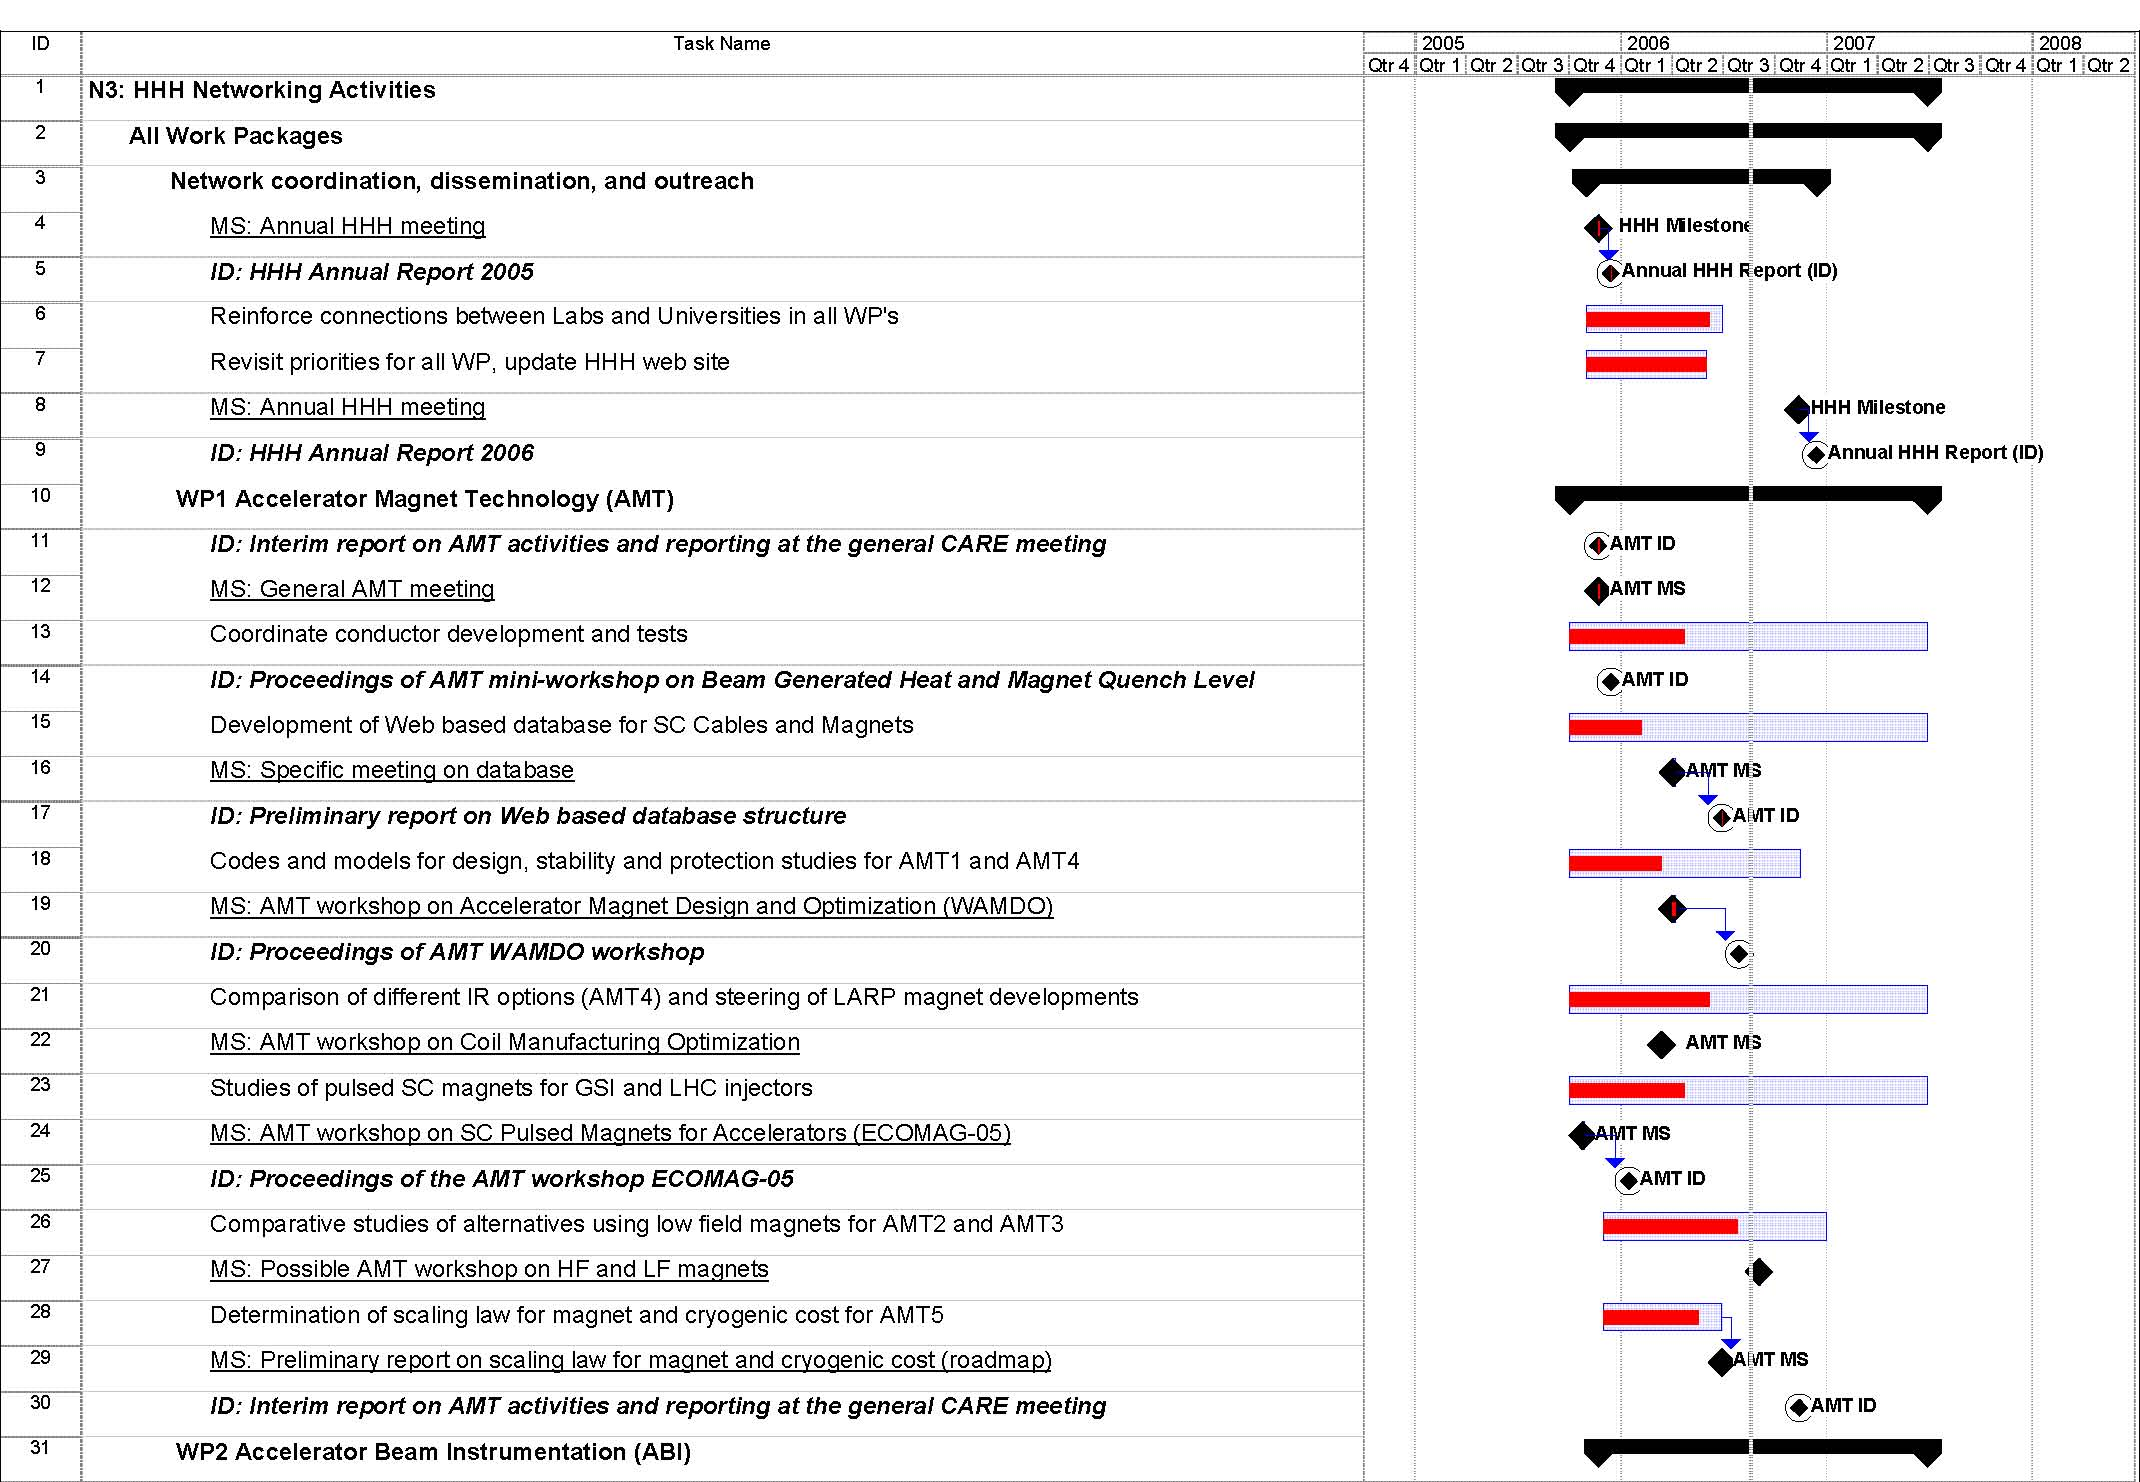 ID Task Name 2005 2006 2007 2008
Qtr 4 Qtr 1 Qtr 2 Qtr 3 Qtr 4 Qtr 1 Qtr 2 Qtr 3 Qtr 4 Qtr 1 Qtr 2 Qtr 3 Qtr 4 Qtr 1 Qtr 2
1 N3: HHH Networking Activities
2 All Work Packages
3 Network coordination, dissemination, and outreach
4 MS: Annual HHH meeting HHH Milestone
5 ID: HHH Annual Report 2005 Annual HHH Report (ID)
6 Reinforce connections between Labs and Universities in all WP's
7 Revisit priorities for all WP, update HHH web site
8 MS: Annual HHH meeting HHH Milestone
9 ID: HHH Annual Report 2006 Annual HHH Report (ID)
10 WP1 Accelerator Magnet Technology (AMT)
11 ID: Interim report on AMT activities and reporting at the general CARE meeting AMT ID
12 MS: General AMT meeting AMT MS
13 Coordinate conductor development and tests
14 ID: Proceedings of AMT mini-workshop on Beam Generated Heat and Magnet Quench Level AMT ID
15 Development of Web based database for SC Cables and Magnets
16 MS: Specific meeting on database AMT MS
17 ID: Preliminary report on Web based database structure AMT ID
18 Codes and models for design, stability and protection studies for AMT1 and AMT4
19 MS: AMT workshop on Accelerator Magnet Design and Optimization (WAMDO)
20 ID: Proceedings of AMT WAMDO workshop
21 Comparison of different IR options (AMT4) and steering of LARP magnet developments
22 MS: AMT workshop on Coil Manufacturing Optimization AMT MS
23 Studies of pulsed SC magnets for GSI and LHC injectors
24 MS: AMT workshop on SC Pulsed Magnets for Accelerators (ECOMAG-05) AMT MS
25 ID: Proceedings of the AMT workshop ECOMAG-05 AMT ID
26 Comparative studies of alternatives using low field magnets for AMT2 and AMT3
27 MS: Possible AMT workshop on HF and LF magnets
28 Determination of scaling law for magnet and cryogenic cost for AMT5
29 MS: Preliminary report on scaling law for magnet and cryogenic cost (roadmap) AMT MS
30 ID: Interim report on AMT activities and reporting at the general CARE meeting AMT ID
31 WP2 Accelerator Beam Instrumentation (ABI)